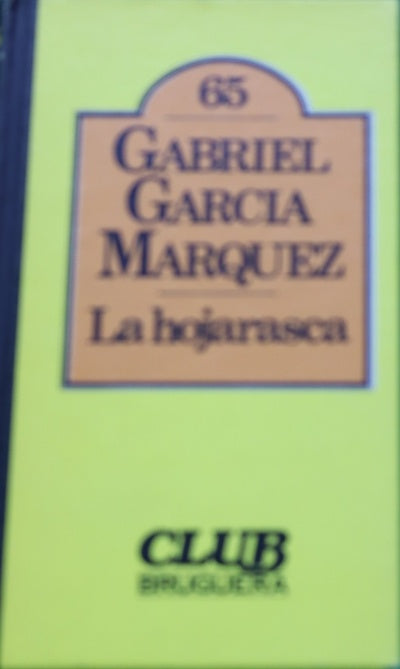 65
GABRIEL
GARCIA
MARQUEZ
La hojarasca
CLUB
BRUGUERA